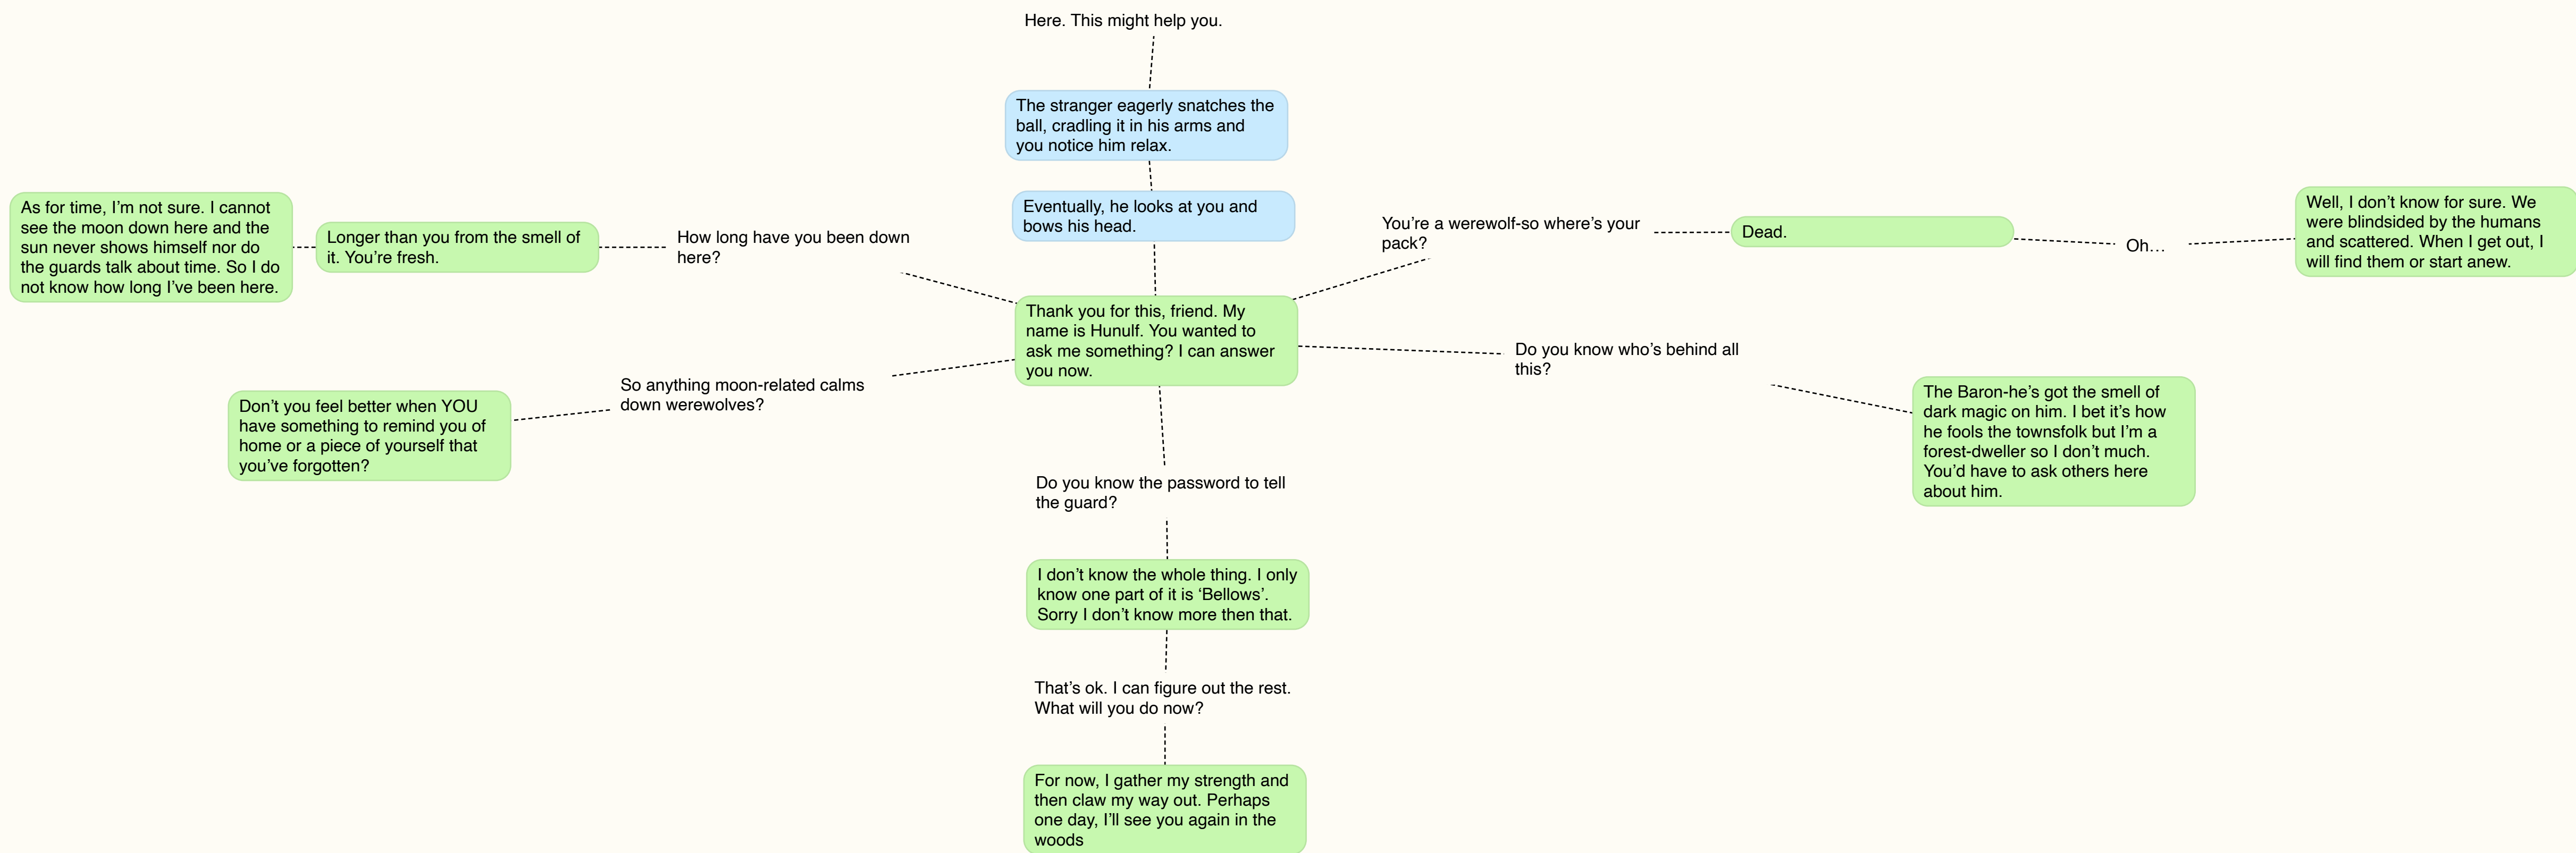 Here. This might help you.
The stranger eagerly snatches the
ball, cradling it in his arms and
you notice him relax.
Eventually, he looks at you and
bows his head.
Thank you for this, friend. My
name is Hunulf. You wanted to
ask me something? I can answer
you now.
How long have you been down
here?
Longer than you from the smell of
it. You’re fresh.
As for time, I’m not sure. I cannot
see the moon down here and the
sun never shows himself nor do
the guards talk about time. So I do
not know how long I’ve been here.
So anything moon-related calms
down werewolves?
Don’t you feel better when YOU
have something to remind you of
home or a piece of yourself that
you’ve forgotten?
You’re a werewolf-so where’s your
pack?
Dead.
Oh…
Well, I don’t know for sure. We
were blindsided by the humans
and scattered. When I get out, I
will find them or start anew.
Do you know who’s behind all
this?
The Baron-he’s got the smell of
dark magic on him. I bet it’s how
he fools the townsfolk but I’m a
forest-dweller so I don’t much.
You’d have to ask others here
about him.
Do you know the password to tell
the guard?
I don’t know the whole thing. I only
know one part of it is ‘Bellows’.
Sorry I don’t know more then that.
That’s ok. I can figure out the rest.
What will you do now?
For now, I gather my strength and
then claw my way out. Perhaps
one day, I’ll see you again in the
woods